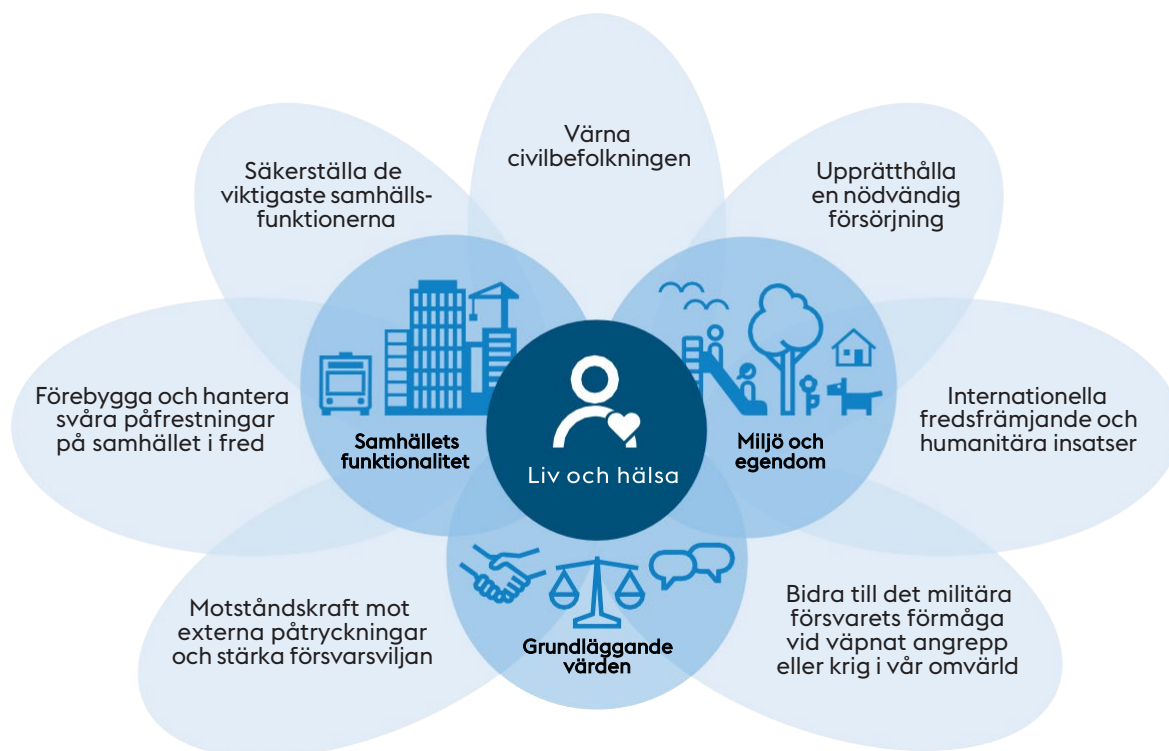 Värna
civilbefolkningen
Säkerställa de
viktigaste samhälls-
funktionerna
Upprätthålla
en nödvändig
försörjning
Förebygga och hantera
svåra påfrestningar
på samhället i fred
Samhällets
funktionalitet
Liv och hälsa
Miljö och
egendom
Internationella
fredsfrämjande och
humanitära insatser
Motståndskraft mot
externa påtryckningar
och stärka försvarsviljan
Grundläggande
värden
Bidra till det militära
försvarets förmåga
vid väpnat angrepp
eller krig i vår omvärld